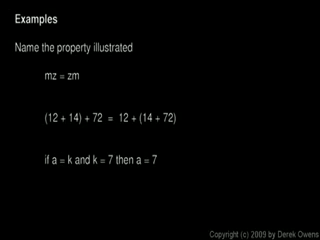 Examples
Name the property illustrated
mz = zm
(12 + 14) + 72 = 12 + (14 + 72)
if a = k and k = 7 then a = 7
Copyright (c) 2009 by Derek Owens